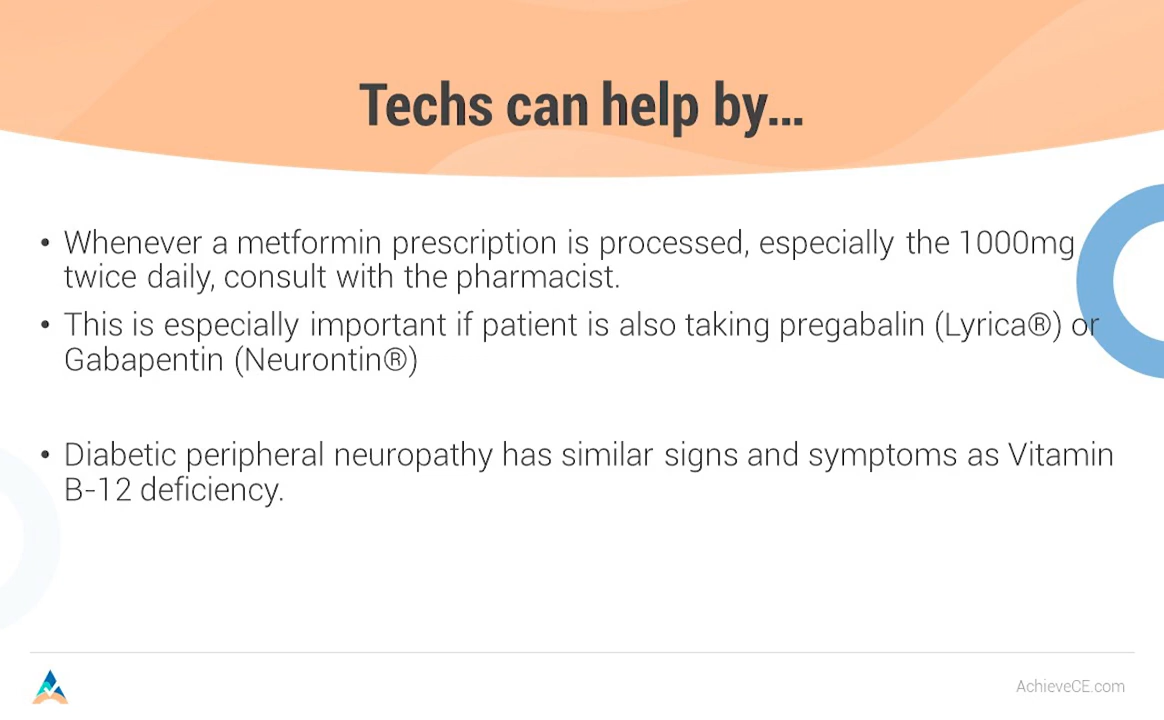 Techs can help by...
• Whenever a metformin prescription is processed, especially the 1000mg
twice daily, consult with the pharmacist.
• This is especially important if patient is also taking pregabalin (Lyrica®) or
Gabapentin (Neurontin®)
• Diabetic peripheral neuropathy has similar signs and symptoms as Vitamin
B-12 deficiency.
AchieveCE.com